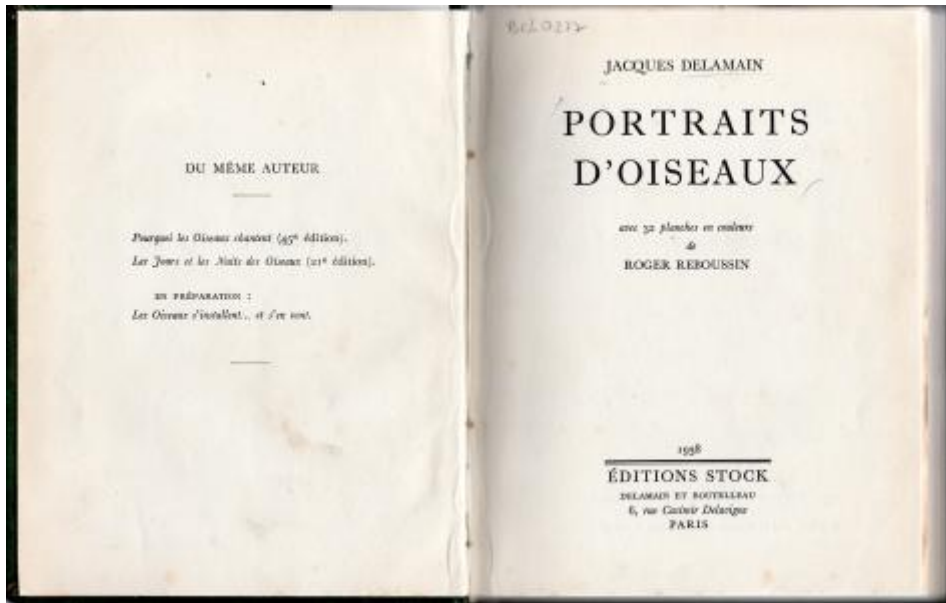 DU MÊME AUTEUR
Pourquoi les Oiseaux chantent (45e édition).
Les Jours et les Nuits des Oiseaux (21e édition).
EN PRÉPARATION :
Les Oiseaux s'installent... et s'en vont.
JACQUES DELAMAIN
PORTRAITS
D'OISEAUX
avec 32 planches en couleurs
de
ROGER REBOUSSIN
1938
ÉDITIONS STOCK
DELAMAIN ET BOUTELLEAU
6, rue Casimir Delavigne
PARIS